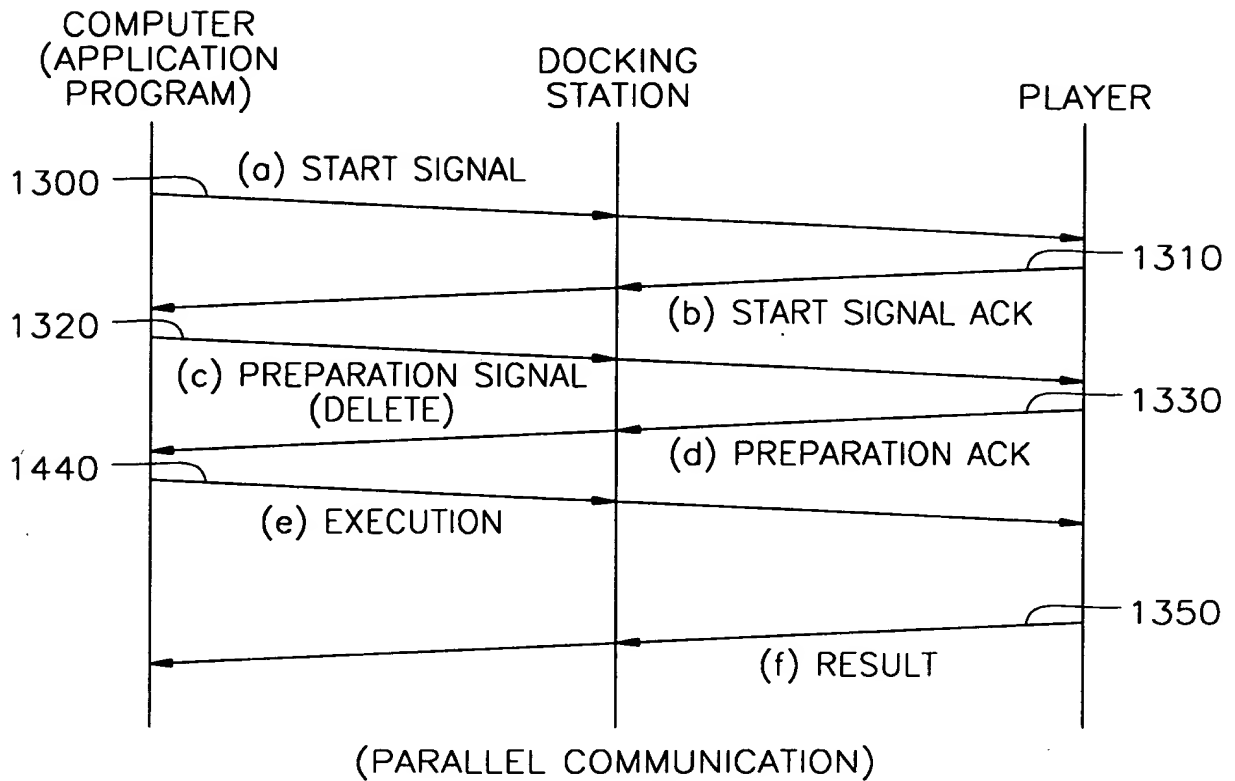 COMPUTER
(APPLICATION
PROGRAM)
DOCKING
STATION
PLAYER
1300
(a) START SIGNAL
1310
(b) START SIGNAL ACK
1320
(c) PREPARATION SIGNAL
(DELETE)
1330
(d) PREPARATION ACK
1440
(e) EXECUTION
1350
(f) RESULT
(PARALLEL COMMUNICATION)